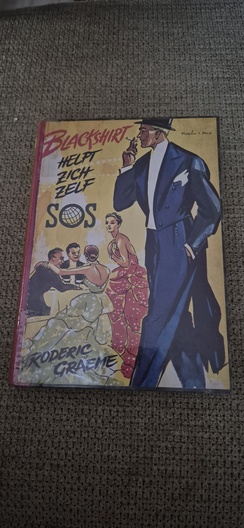 BLACKSHIRT
HELPT
ZICH-
ZELF
SOS
RODERIC
GRAEME